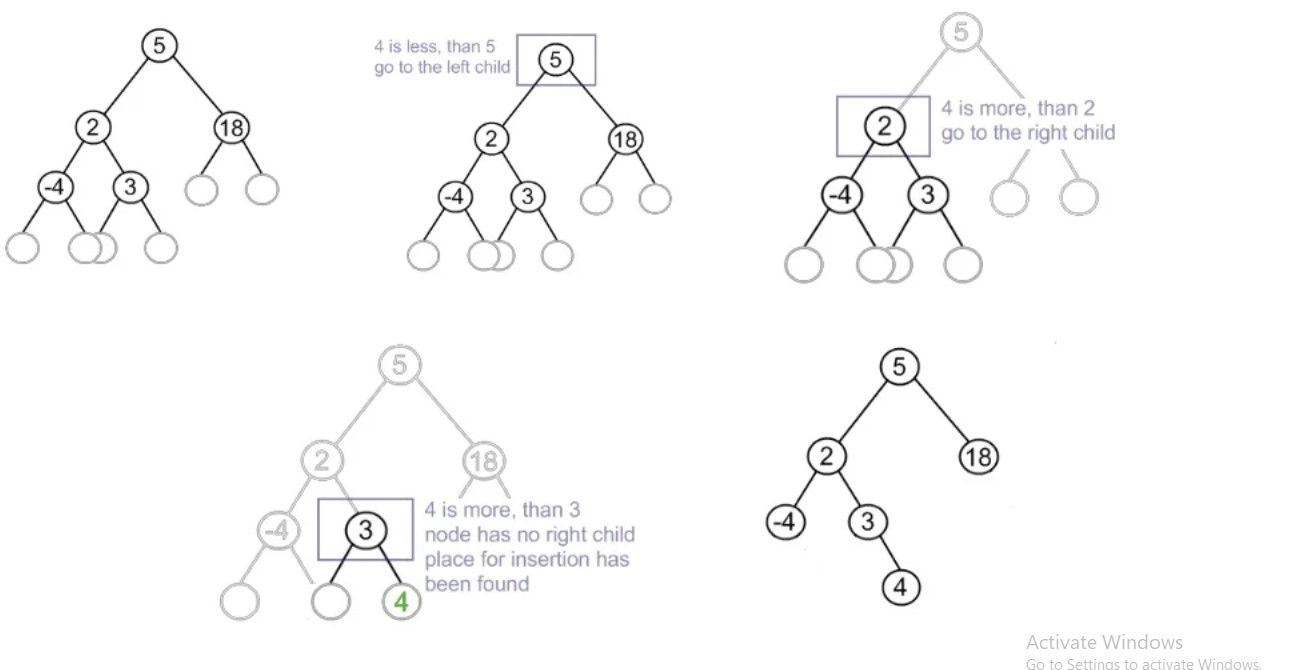 5
2
18
-4
3
4 is less, than 5
go to the left child
5
2
18
-4
3
5
4 is more, than 2
go to the right child
2
-4
3
5
2
18
-4
3
4 is more, than 3
node has no right child
place for insertion has
been found
4
5
2
18
-4
3
4
Activate Windows
Go to Settings to activate Windows.